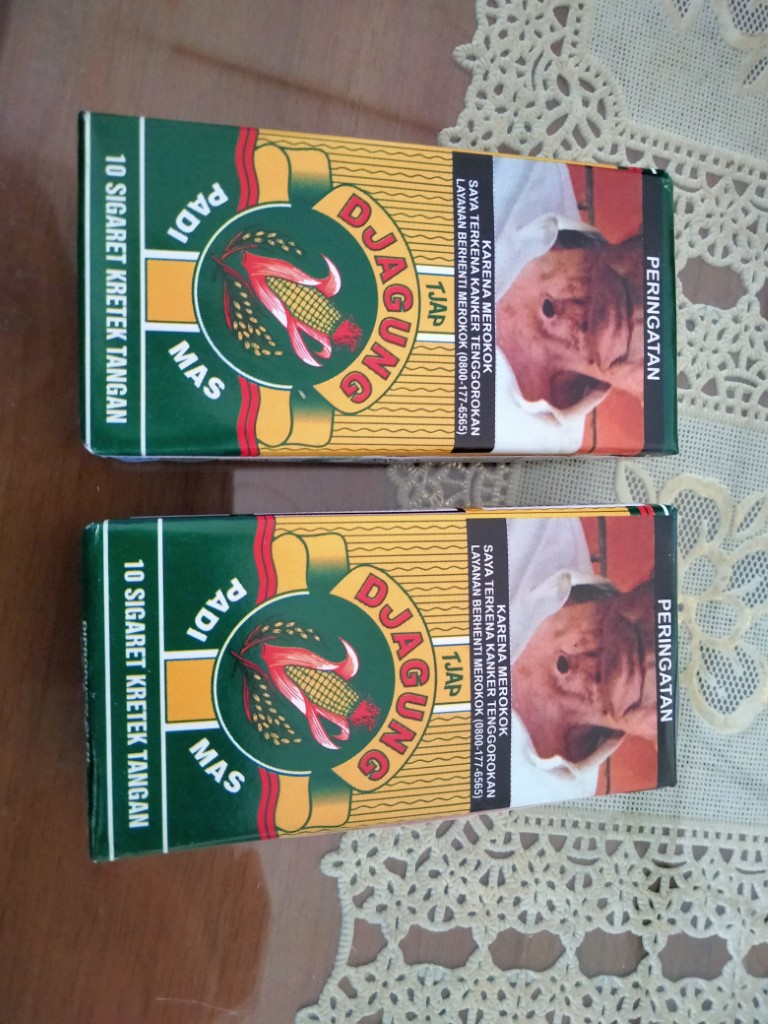 PERINGATAN
KARENA MEROKOK
SAYA TERKENA KANKER TENGGOROKAN
LAYANAN BERHENTI MEROKOK (0800-177-6565)
TJAP
DJAGUNG
PADI MAS
10 SIGARET KRETEK TANGAN
PERINGATAN
KARENA MEROKOK
SAYA TERKENA KANKER TENGGOROKAN
LAYANAN BERHENTI MEROKOK (0800-177-6565)
TJAP
DJAGUNG
PADI MAS
10 SIGARET KRETEK TANGAN